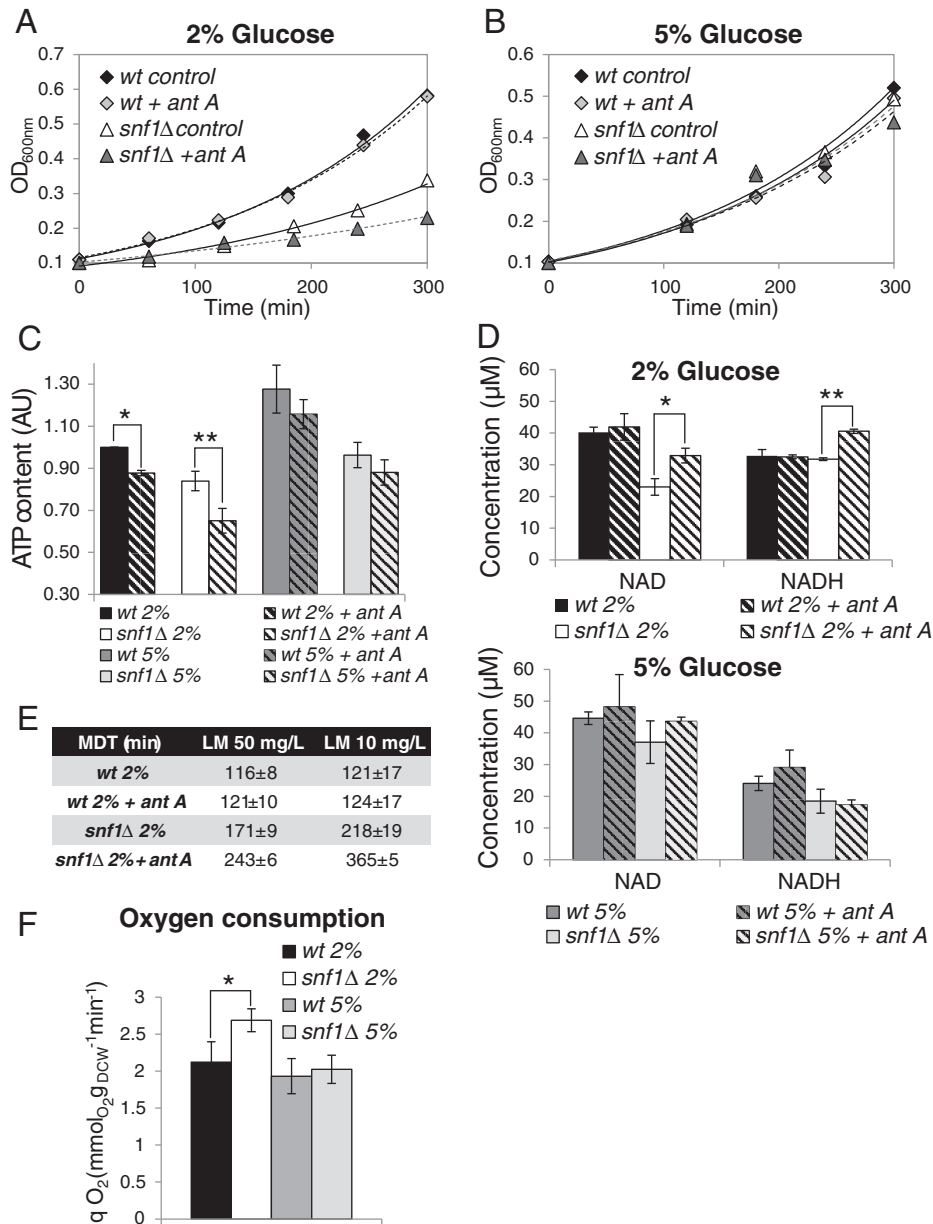 A
2% Glucose
0.7
0.6
0.5
0.4
0.3
0.2
0.1
OD600nm
wt control
wt + ant A
snf1Δ control
snf1Δ +ant A
0
100
200
300
Time (min)
B
5% Glucose
0.6
0.5
0.4
0.3
0.2
0.1
OD600nm
wt control
wt + ant A
snf1Δ control
snf1Δ +ant A
0
100
200
300
Time (min)
C
ATP content (AU)
1.30
1.10
0.90
0.70
0.50
0.30
*
**
wt 2%
wt 2% + ant A
snf1Δ 2%
snf1Δ 2% +ant A
wt 5%
wt 5% + ant A
snf1Δ 5%
snf1Δ 5% +ant A
D
2% Glucose
Concentration (µM)
60
50
40
30
20
10
0
*
**
NAD
NADH
wt 2%
wt 2% + ant A
snf1Δ 2%
snf1Δ 2% + ant A
5% Glucose
Concentration (µM)
60
50
40
30
20
10
0
NAD
NADH
wt 5%
wt 5% + ant A
snf1Δ 5%
snf1Δ 5% + ant A
E
MDT (min) LM 50 mg/L LM 10 mg/L
wt 2% 116±8 121±17
wt 2% + ant A 121±10 124±17
snf1Δ 2% 171±9 218±19
snf1Δ 2%+ ant A 243±6 365±5
F
Oxygen consumption
wt 2%
snf1Δ 2%
wt 5%
snf1Δ 5%
*
3
2.5
2
1.5
1
0.5
0
q O2 (mmolO2 gDCW-1 min-1)